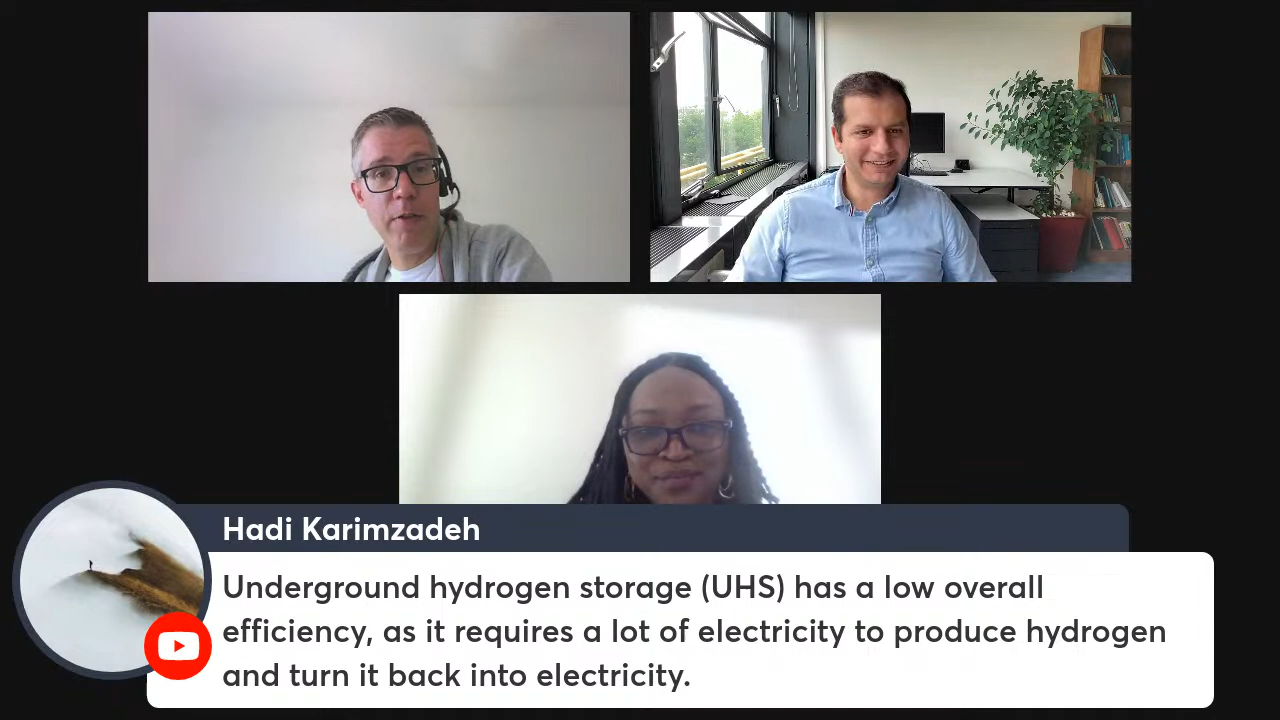 Hadi Karimzadeh
Underground hydrogen storage (UHS) has a low overall
efficiency, as it requires a lot of electricity to produce hydrogen
and turn it back into electricity.